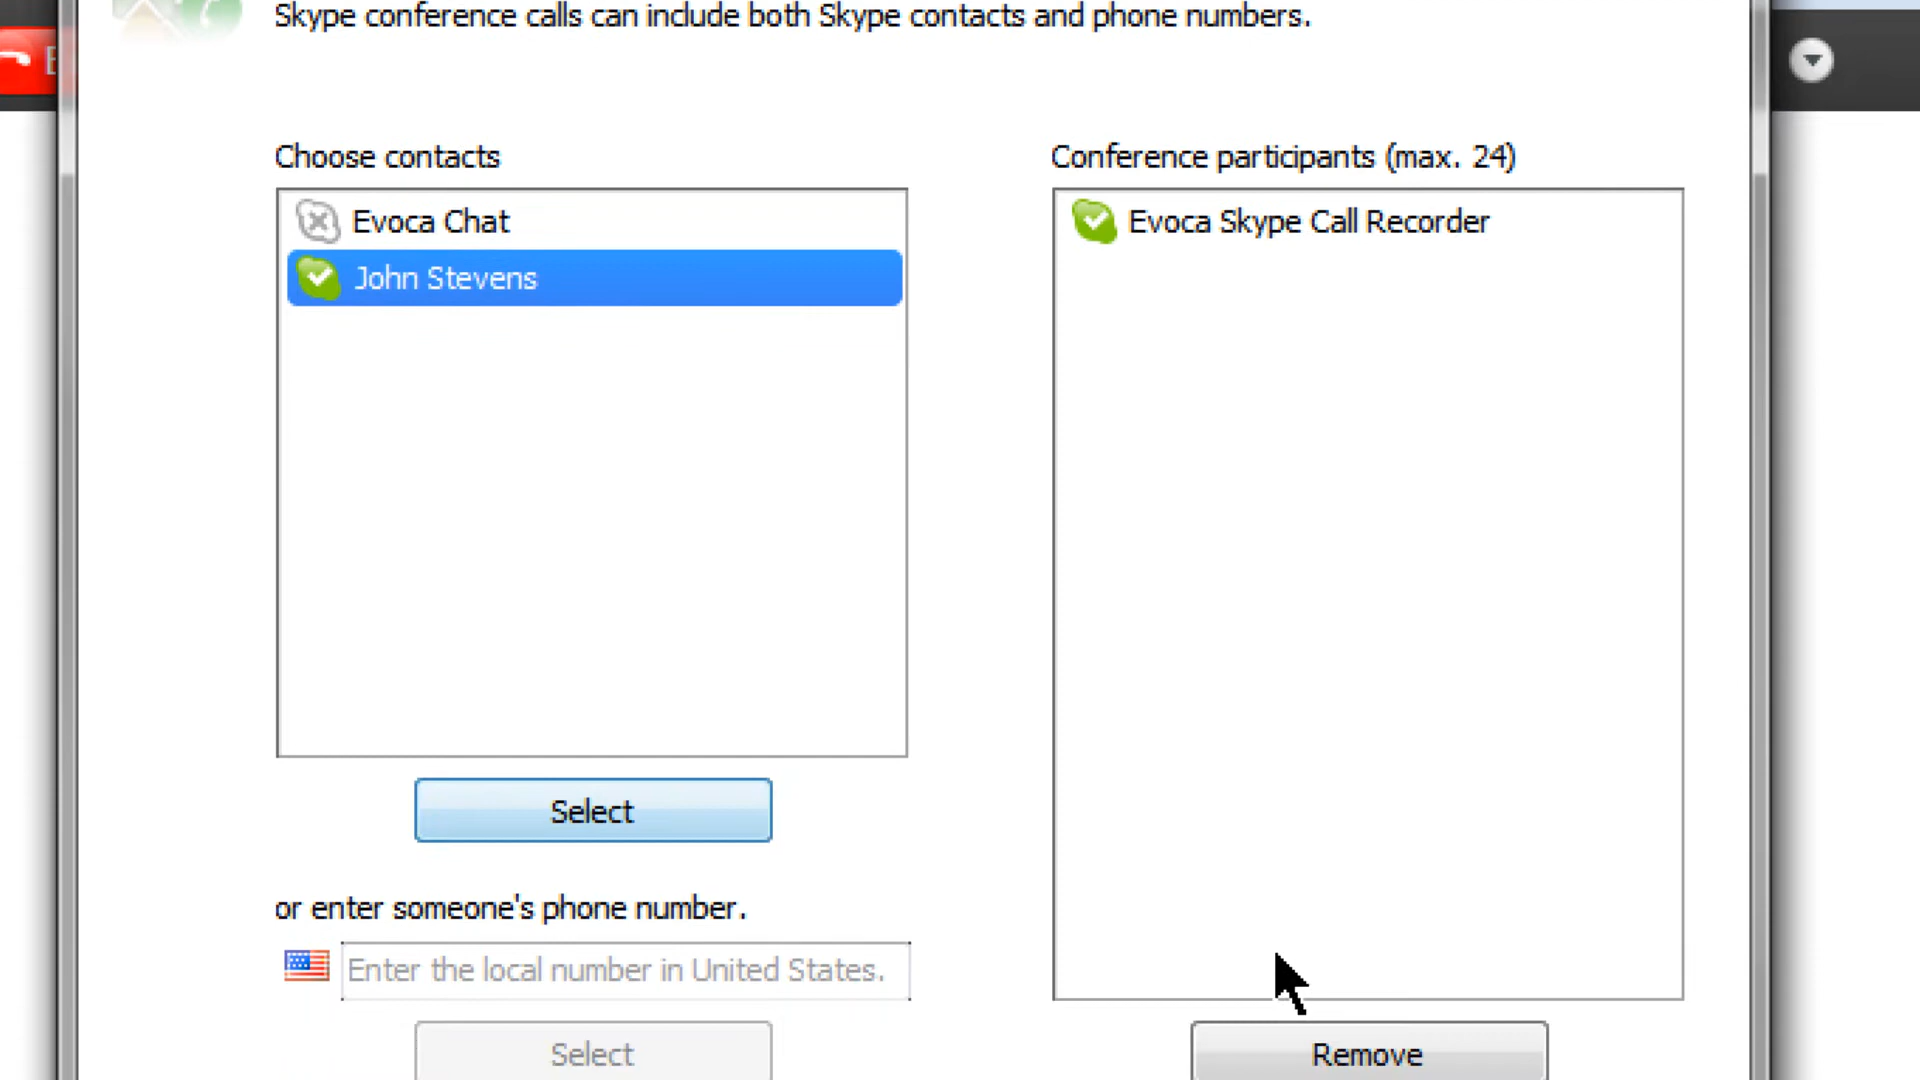 Skype conference calls can include both Skype contacts and phone numbers.
E
Choose contacts
Conference participants (max. 24)
Evoca Chat
Evoca Skype Call Recorder
John Stevens
Select
or enter someone's phone number.
Enter the local number in United States.
Select
Remove